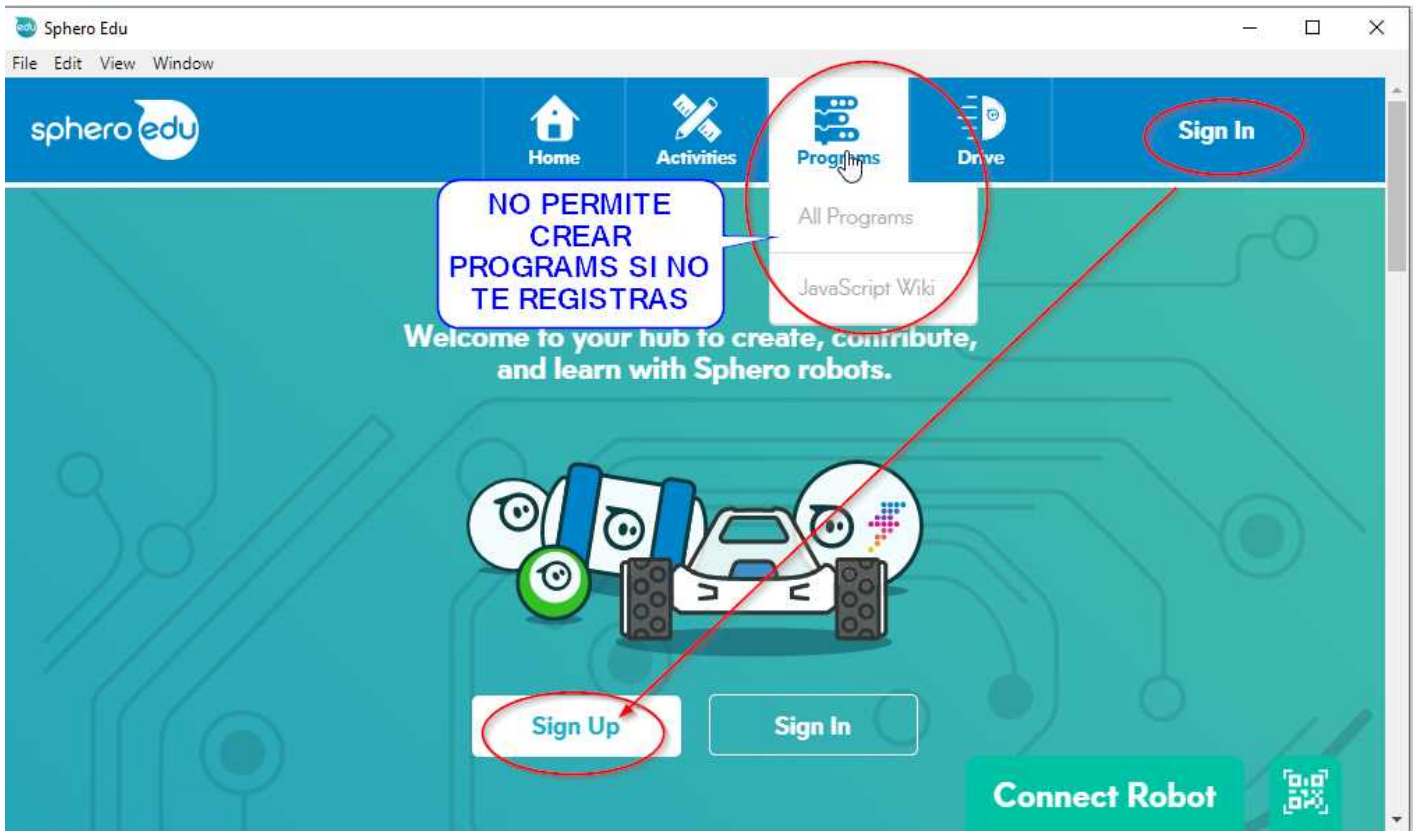 edu Sphero Edu
File Edit View Window
sphero edu
Home Activities Programs Drive
Sign In
All Programs
JavaScript Wiki
NO PERMITE
CREAR
PROGRAMS SI NO
TE REGISTRAS
Welcome to your hub to create, contribute,
and learn with Sphero robots.
Sign Up Sign In
Connect Robot